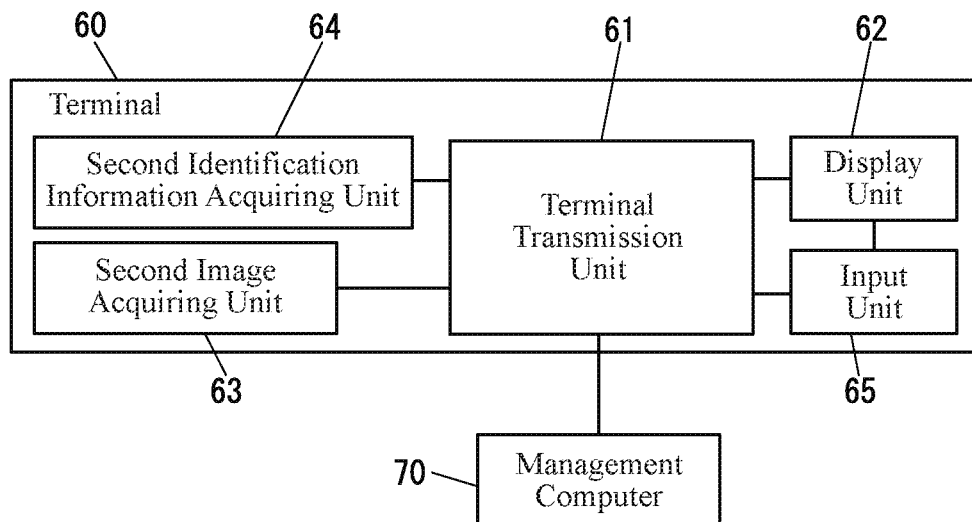 60
64
61
62
Terminal
Second Identification
Information Acquiring Unit
Terminal
Transmission
Unit
Display
Unit
Second Image
Acquiring Unit
Input
Unit
63
65
70
Management
Computer